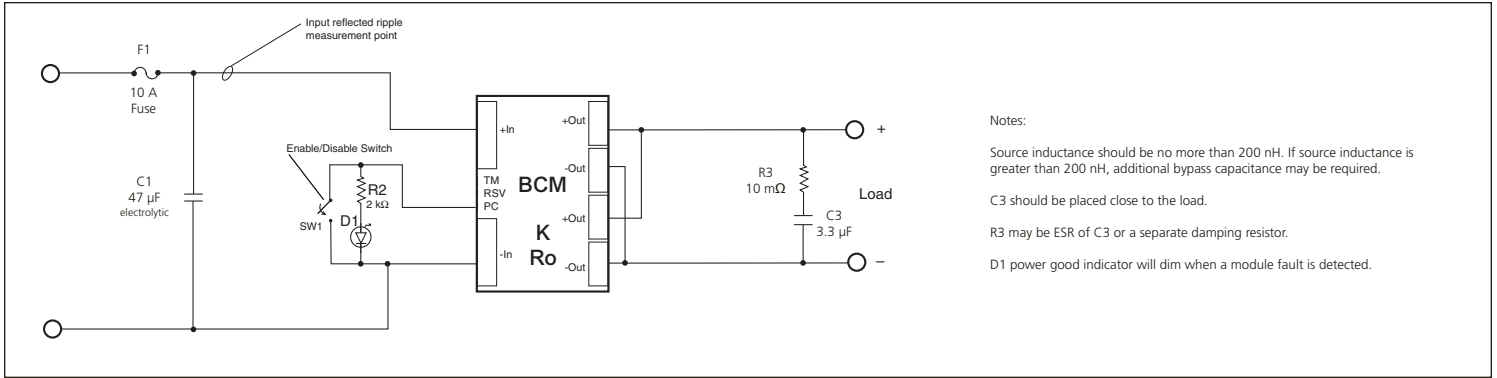 Input reflected ripple
measurement point
F1
10 A
Fuse
C1
47 µF
electrolytic
Enable/Disable Switch
SW1
R2
2 kΩ
D1
+In
TM
RSV
PC
-In
BCM
K
Ro
+Out
-Out
+Out
-Out
R3
10 mΩ
C3
3.3 µF
+
Load
–
Notes:
Source inductance should be no more than 200 nH. If source inductance is
greater than 200 nH, additional bypass capacitance may be required.
C3 should be placed close to the load.
R3 may be ESR of C3 or a separate damping resistor.
D1 power good indicator will dim when a module fault is detected.